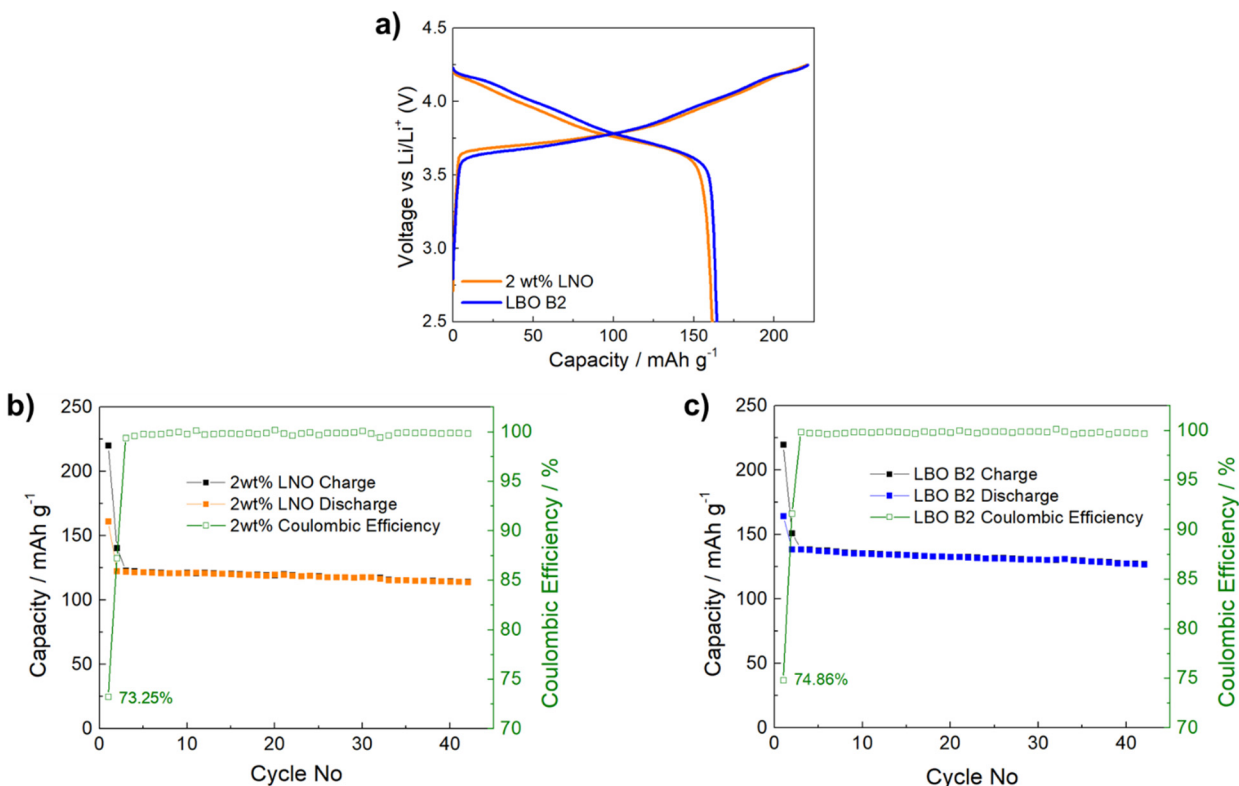 a)
4.5
4.0
3.5
3.0
2.5
Voltage vs Li/Li⁺ (V)
2 wt% LNO
LBO B2
0 50 100 150 200
Capacity / mAh g⁻¹
b)
250
200
150
100
50
0
Capacity / mAh g⁻¹
2wt% LNO Charge
2wt% LNO Discharge
2wt% Coulombic Efficiency
73.25%
100
95
90
85
80
75
70
Coulombic Efficiency / %
0 10 20 30 40
Cycle No
c)
250
200
150
100
50
0
Capacity / mAh g⁻¹
LBO B2 Charge
LBO B2 Discharge
LBO B2 Coulombic Efficiency
74.86%
100
95
90
85
80
75
70
Coulombic Efficiency / %
0 10 20 30 40
Cycle No